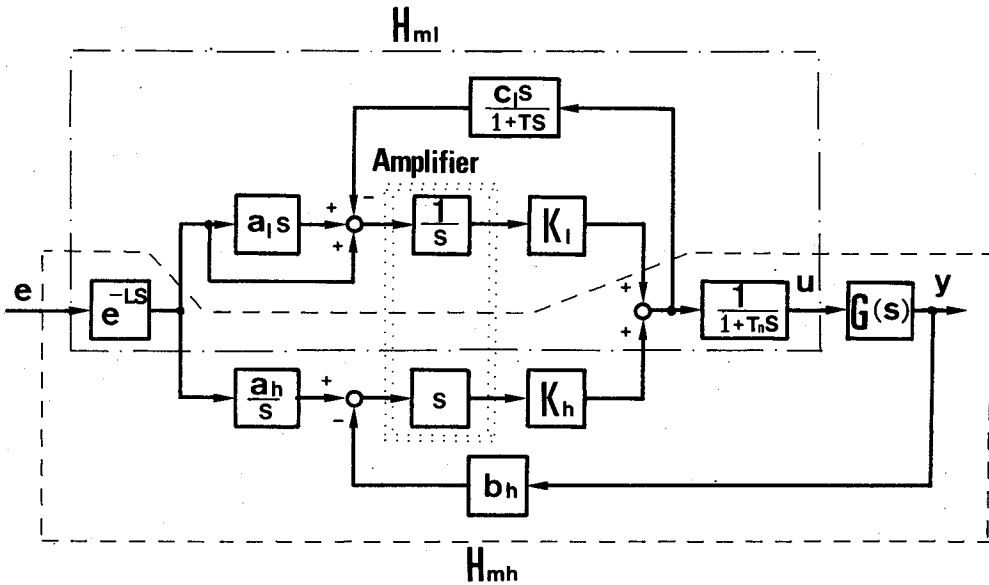 Hml
cls
1+TS
Amplifier
−
+
als
+
1
s
Kl
e
e^-LS
+
+
1
1+Tns
u
G(s)
y
ah
s
+
−
s
Kh
bh
Hmh